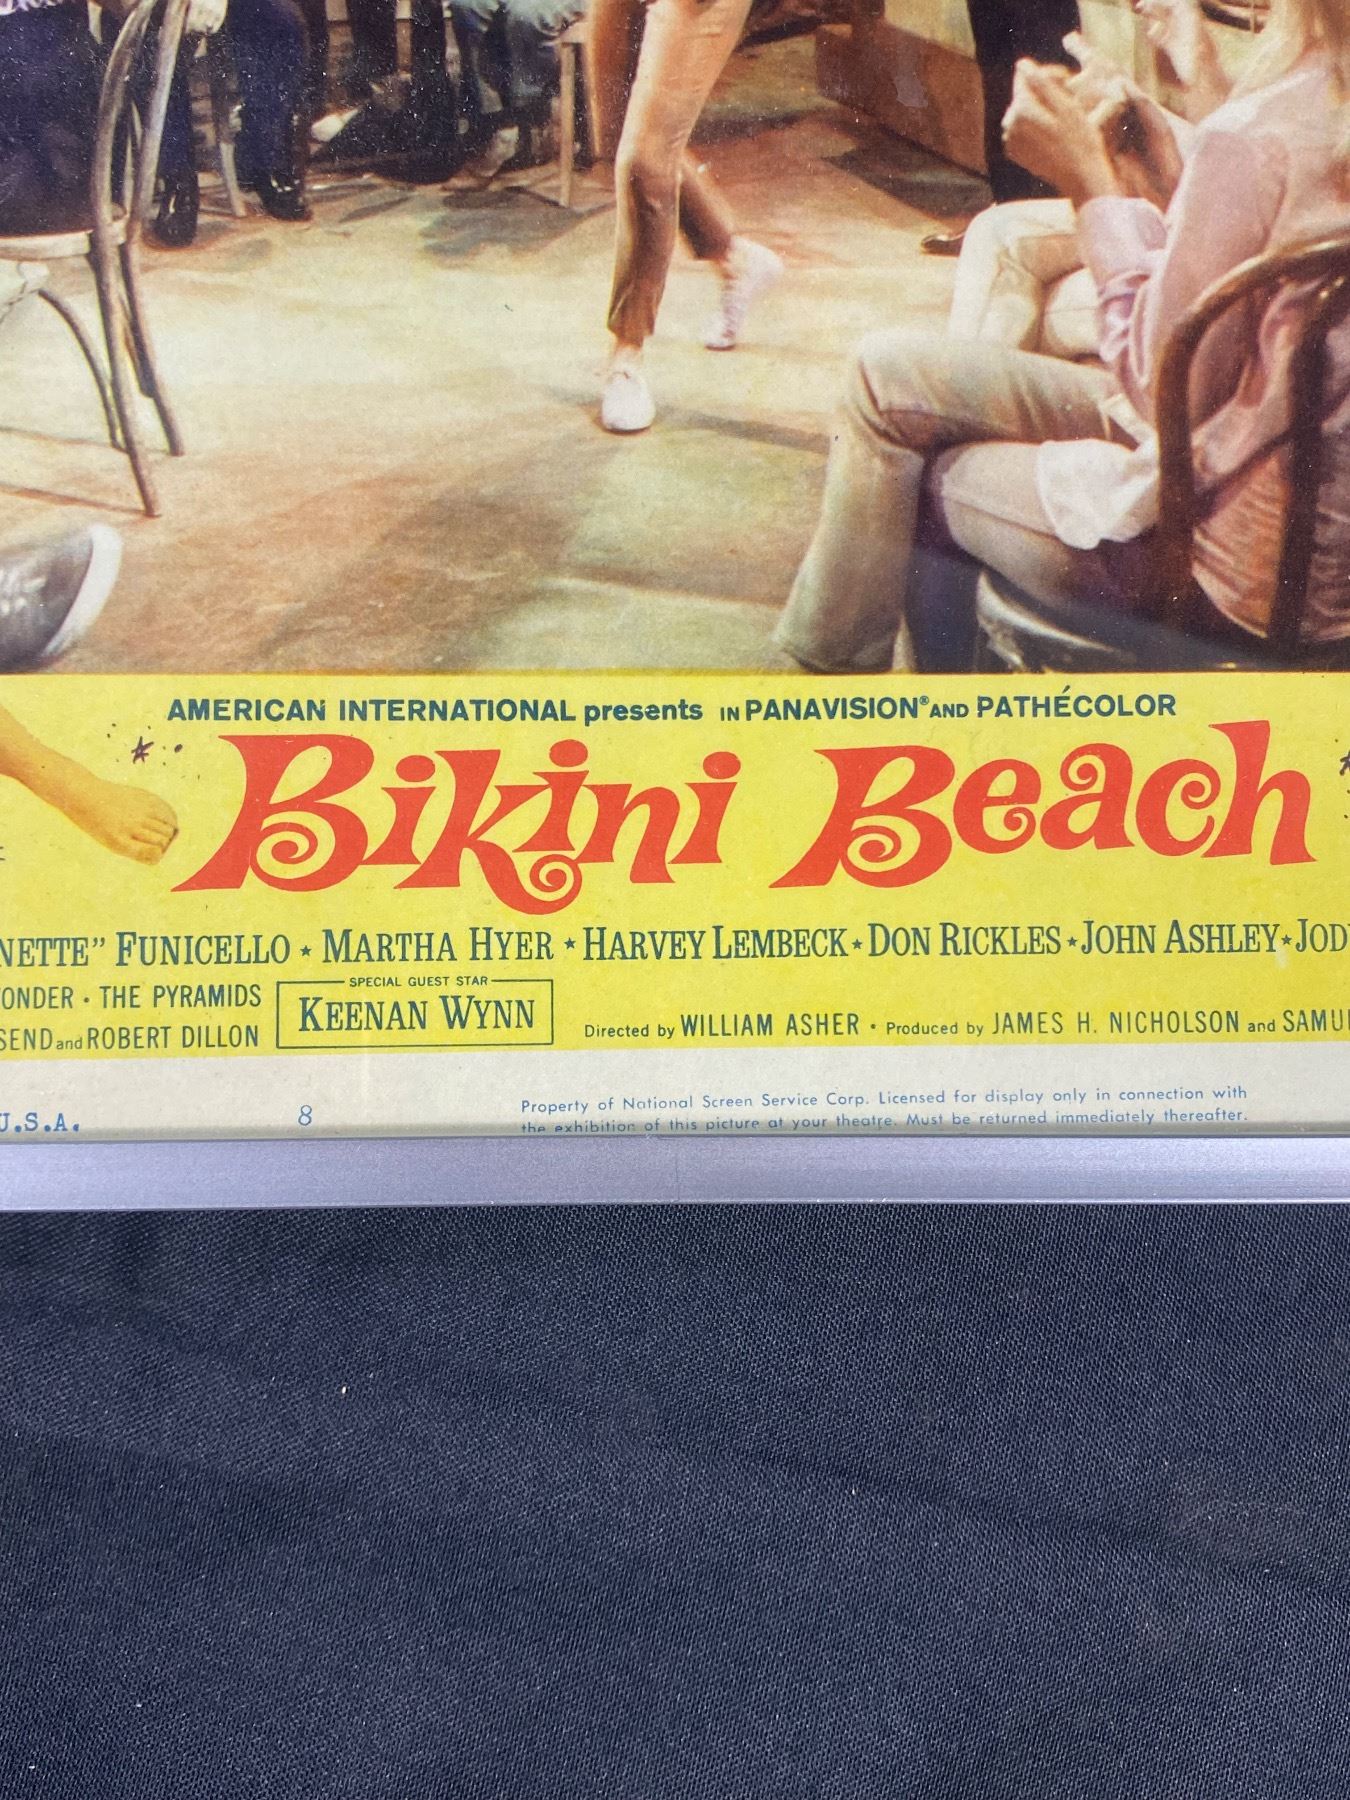 AMERICAN INTERNATIONAL presents IN PANAVISION® AND PATHÉCOLOR
Bikini Beach
NETTE” FUNICELLO ★ MARTHA HYER ★ HARVEY LEMBECK ★ DON RICKLES ★ JOHN ASHLEY ★ JOD
ONDER • THE PYRAMIDS
SEND and ROBERT DILLON
SPECIAL GUEST STAR
KEENAN WYNN
Directed by WILLIAM ASHER • Produced by JAMES H. NICHOLSON and SAMU
U.S.A.
8
Property of National Screen Service Corp. Licensed for display only in connection with
the exhibition of this picture at your theatre. Must be returned immediately thereafter.